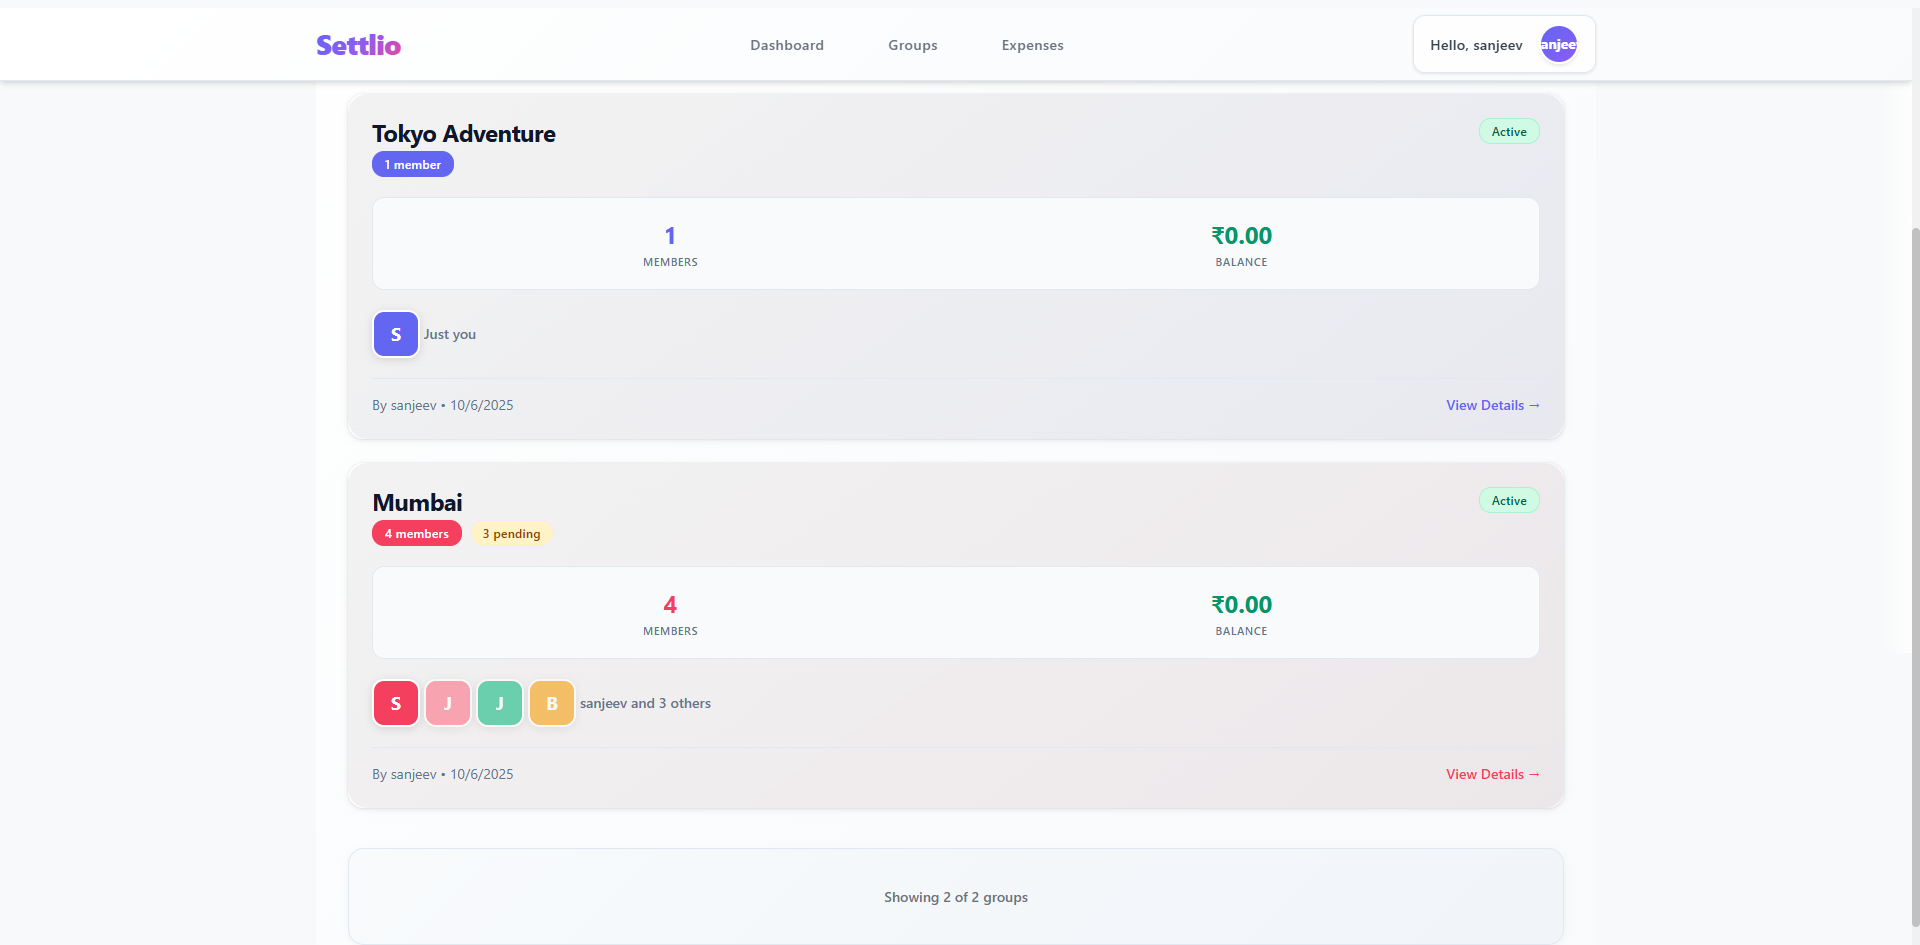 Settlio
Dashboard
Groups
Expenses
Hello, sanjeev
anjee
Tokyo Adventure
Active
1 member
1
MEMBERS
₹0.00
BALANCE
S
Just you
By sanjeev • 10/6/2025
View Details →
Mumbai
Active
4 members
3 pending
4
MEMBERS
₹0.00
BALANCE
S
J
J
B
sanjeev and 3 others
By sanjeev • 10/6/2025
View Details →
Showing 2 of 2 groups